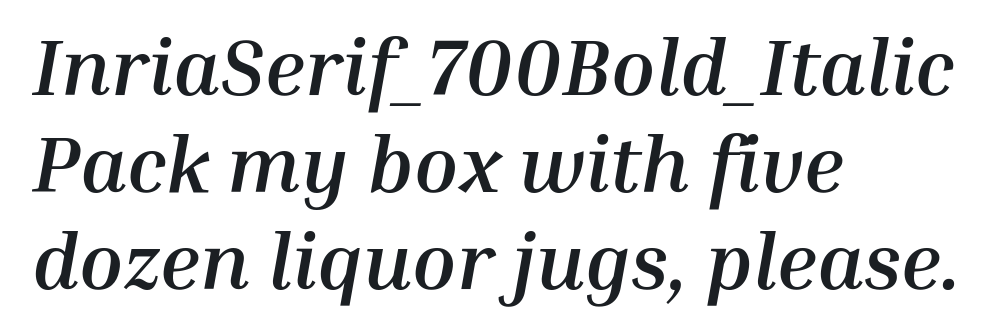 InriaSerif_700Bold_Italic
Pack my box with five
dozen liquor jugs, please.